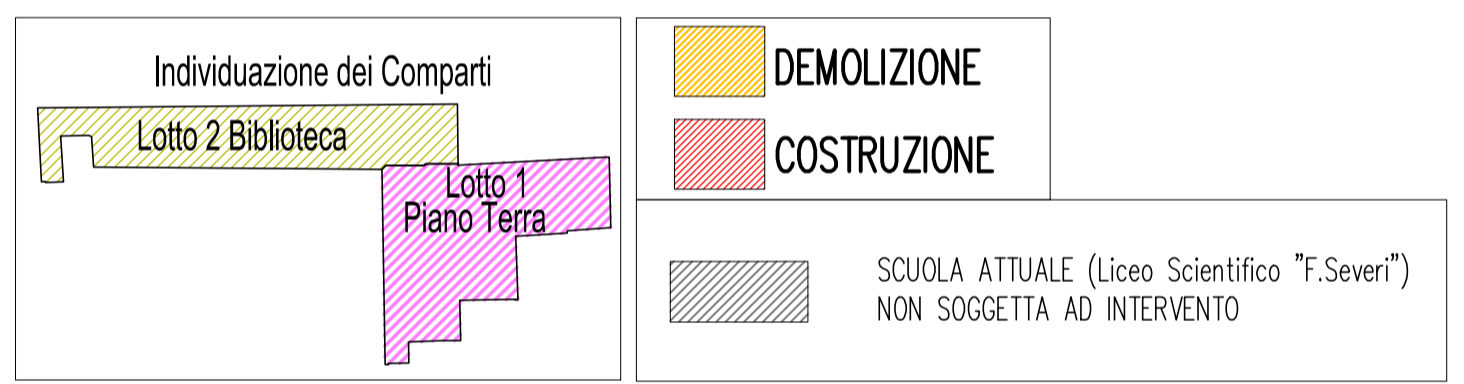 Individuazione dei Comparti
Lotto 2 Biblioteca
Lotto 1
Piano Terra
DEMOLIZIONE
COSTRUZIONE
SCUOLA ATTUALE (Liceo Scientifico "F.Severi")
NON SOGGETTA AD INTERVENTO